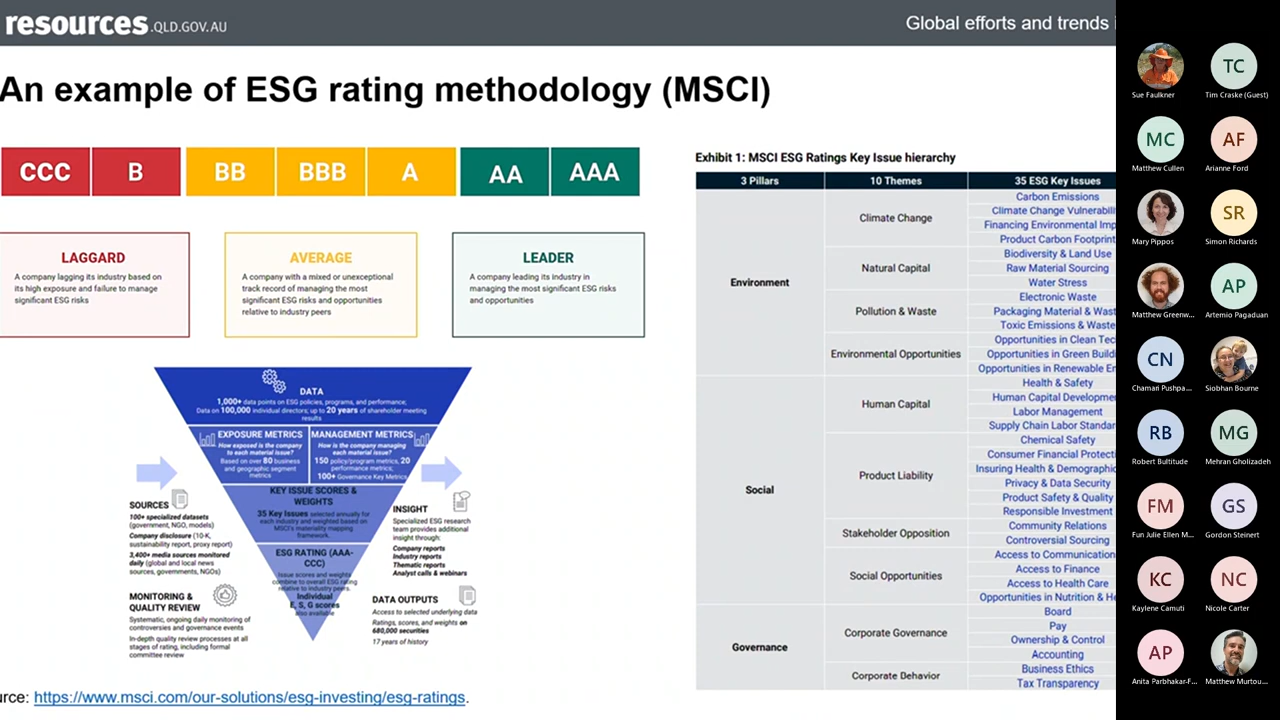 resources.QLD.GOV.AU
Global efforts and trends
An example of ESG rating methodology (MSCI)
CCC B BB BBB A AA AAA
LAGGARD
A company lagging its industry based on
its high exposure and failure to manage
significant ESG risks
AVERAGE
A company with a mixed or unexceptional
track record of managing the most
significant ESG risks and opportunities
relative to industry peers
LEADER
A company leading its industry in
managing the most significant ESG risks
and opportunities
DATA
1,000+ data points on ESG policies, programs, and performance;
Data on 100,000 individual directors; up to 20 years of shareholder meeting
results
EXPOSURE METRICS
How exposed is the company
to each material issue?
Based on over 80 business
and geographic segment
metrics
MANAGEMENT METRICS
How is the company managing
each material issue?
150 policy/program metrics, 20
performance metrics;
100+ Governance Key Metrics
KEY ISSUE SCORES &
WEIGHTS
35 Key Issues selected annually for
each industry and weighted based on
MSCI's materiality mapping
framework.
ESG RATING (AAA-
CCC)
Issue scores and weights
combine to overall ESG rating
relative to industry peers.
Individual
E, S, G scores
also available
SOURCES
100+ specialized datasets
(government, NGO, models)
Company disclosure (10-K,
sustainability report, proxy report)
3,400+ media sources monitored
daily (global and local news
sources, governments, NGOs)
MONITORING &
QUALITY REVIEW
Systematic, ongoing daily monitoring of
controversies and governance events
In-depth quality review processes at all
stages of rating, including formal
committee review
INSIGHT
Specialized ESG research
team provides additional
insight through:
Company reports
Industry reports
Thematic reports
Analyst calls & webinars
DATA OUTPUTS
Access to selected underlying data
Ratings, scores, and weights on
680,000 securities
17 years of history
urce: https://www.msci.com/our-solutions/esg-investing/esg-ratings.
Exhibit 1: MSCI ESG Ratings Key Issue hierarchy
3 Pillars 10 Themes 35 ESG Key Issues
Environment
Climate Change
Carbon Emissions
Climate Change Vulnerabili
Financing Environmental Imp
Product Carbon Footprint
Natural Capital
Biodiversity & Land Use
Raw Material Sourcing
Water Stress
Pollution & Waste
Electronic Waste
Packaging Material & Wast
Toxic Emissions & Waste
Environmental Opportunities
Opportunities in Clean Tec
Opportunities in Green Buildi
Opportunities in Renewable En
Social
Human Capital
Health & Safety
Human Capital Developme
Labor Management
Supply Chain Labor Standar
Product Liability
Chemical Safety
Consumer Financial Protecti
Insuring Health & Demographic
Privacy & Data Security
Product Safety & Quality
Responsible Investment
Stakeholder Opposition
Community Relations
Controversial Sourcing
Social Opportunities
Access to Communication
Access to Finance
Access to Health Care
Opportunities in Nutrition & He
Governance
Corporate Governance
Board
Pay
Ownership & Control
Accounting
Corporate Behavior
Business Ethics
Tax Transparency
TC
Sue Faulkner Tim Craske (Guest)
MC AF
Matthew Cullen Arianne Ford
SR
Mary Pippos Simon Richards
AP
Matthew Greenw... Artemio Pagaduan
CN
Chamari Pushpa... Siobhan Bourne
RB MG
Robert Bultitude Mehran Gholizadeh
FM GS
Fun Julie Ellen M... Gordon Steinert
KC NC
Kaylene Camuti Nicole Carter
AP
Anita Parbhakar-F... Matthew Murtou...